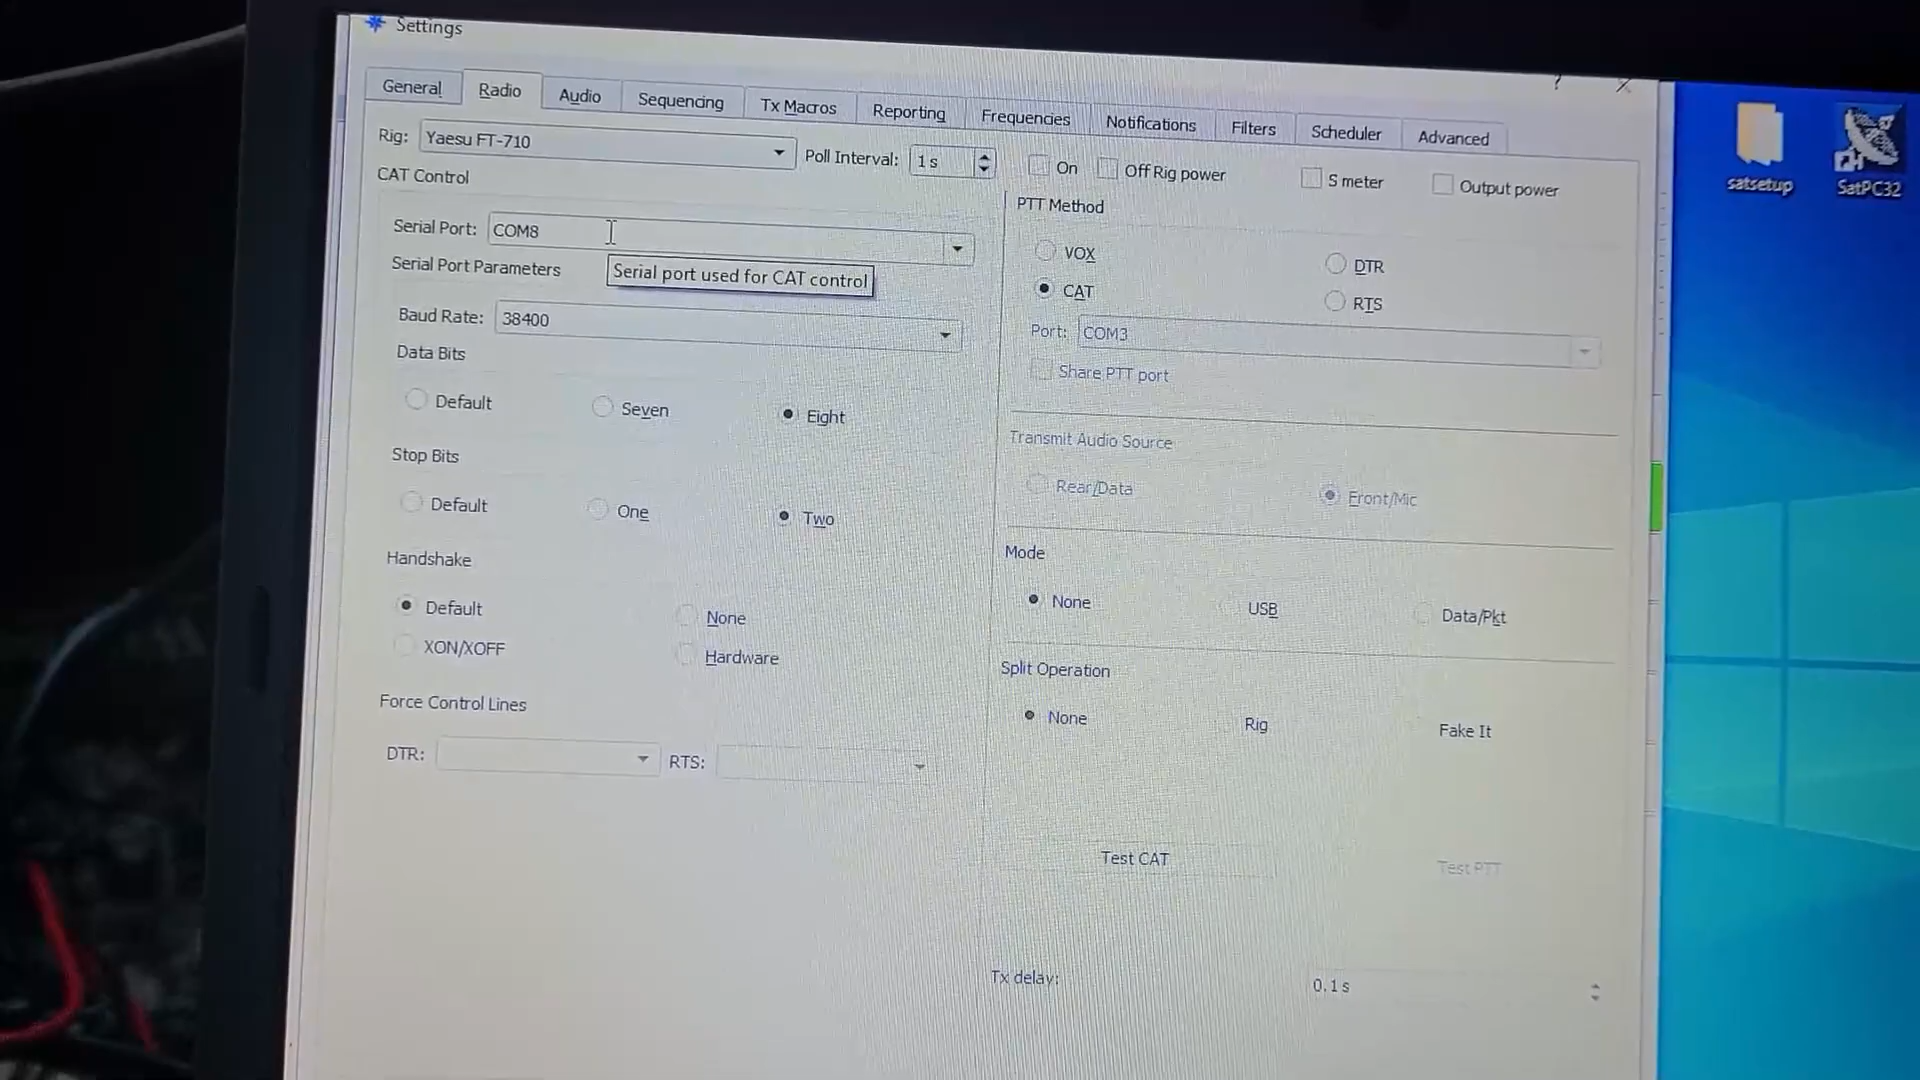 Settings
?
General Radio Audio Sequencing Tx Macros Reporting Frequencies Notifications Filters Scheduler Advanced
Rig: Yaesu FT-710 Poll Interval: 1 s On Off Rig power S meter Output power
CAT Control
Serial Port: COM8
Serial port used for CAT control
Serial Port Parameters
Baud Rate: 38400
Data Bits
Default Seven Eight
Stop Bits
Default One Two
Handshake
Default None
XON/XOFF Hardware
Force Control Lines
DTR: RTS:
PTT Method
VOX DTR
CAT RTS
Port: COM3
Share PTT port
Transmit Audio Source
Rear/Data Front/Mic
Mode
None USB Data/Pkt
Split Operation
None Rig Fake It
Test CAT Test PTT
Tx delay: 0.1 s
satsetup
SatPC32